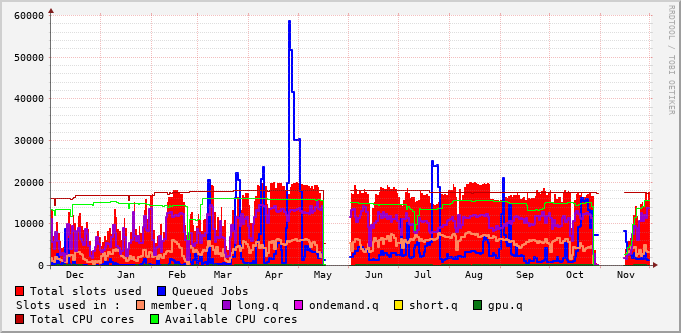 60000
50000
40000
30000
20000
10000
0
Dec Jan Feb Mar Apr May Jun Jul Aug Sep Oct Nov
RRDTOOL / TOBI OETIKER
Total slots used Queued Jobs
Slots used in : member.q long.q ondemand.q short.q gpu.q
Total CPU cores Available CPU cores